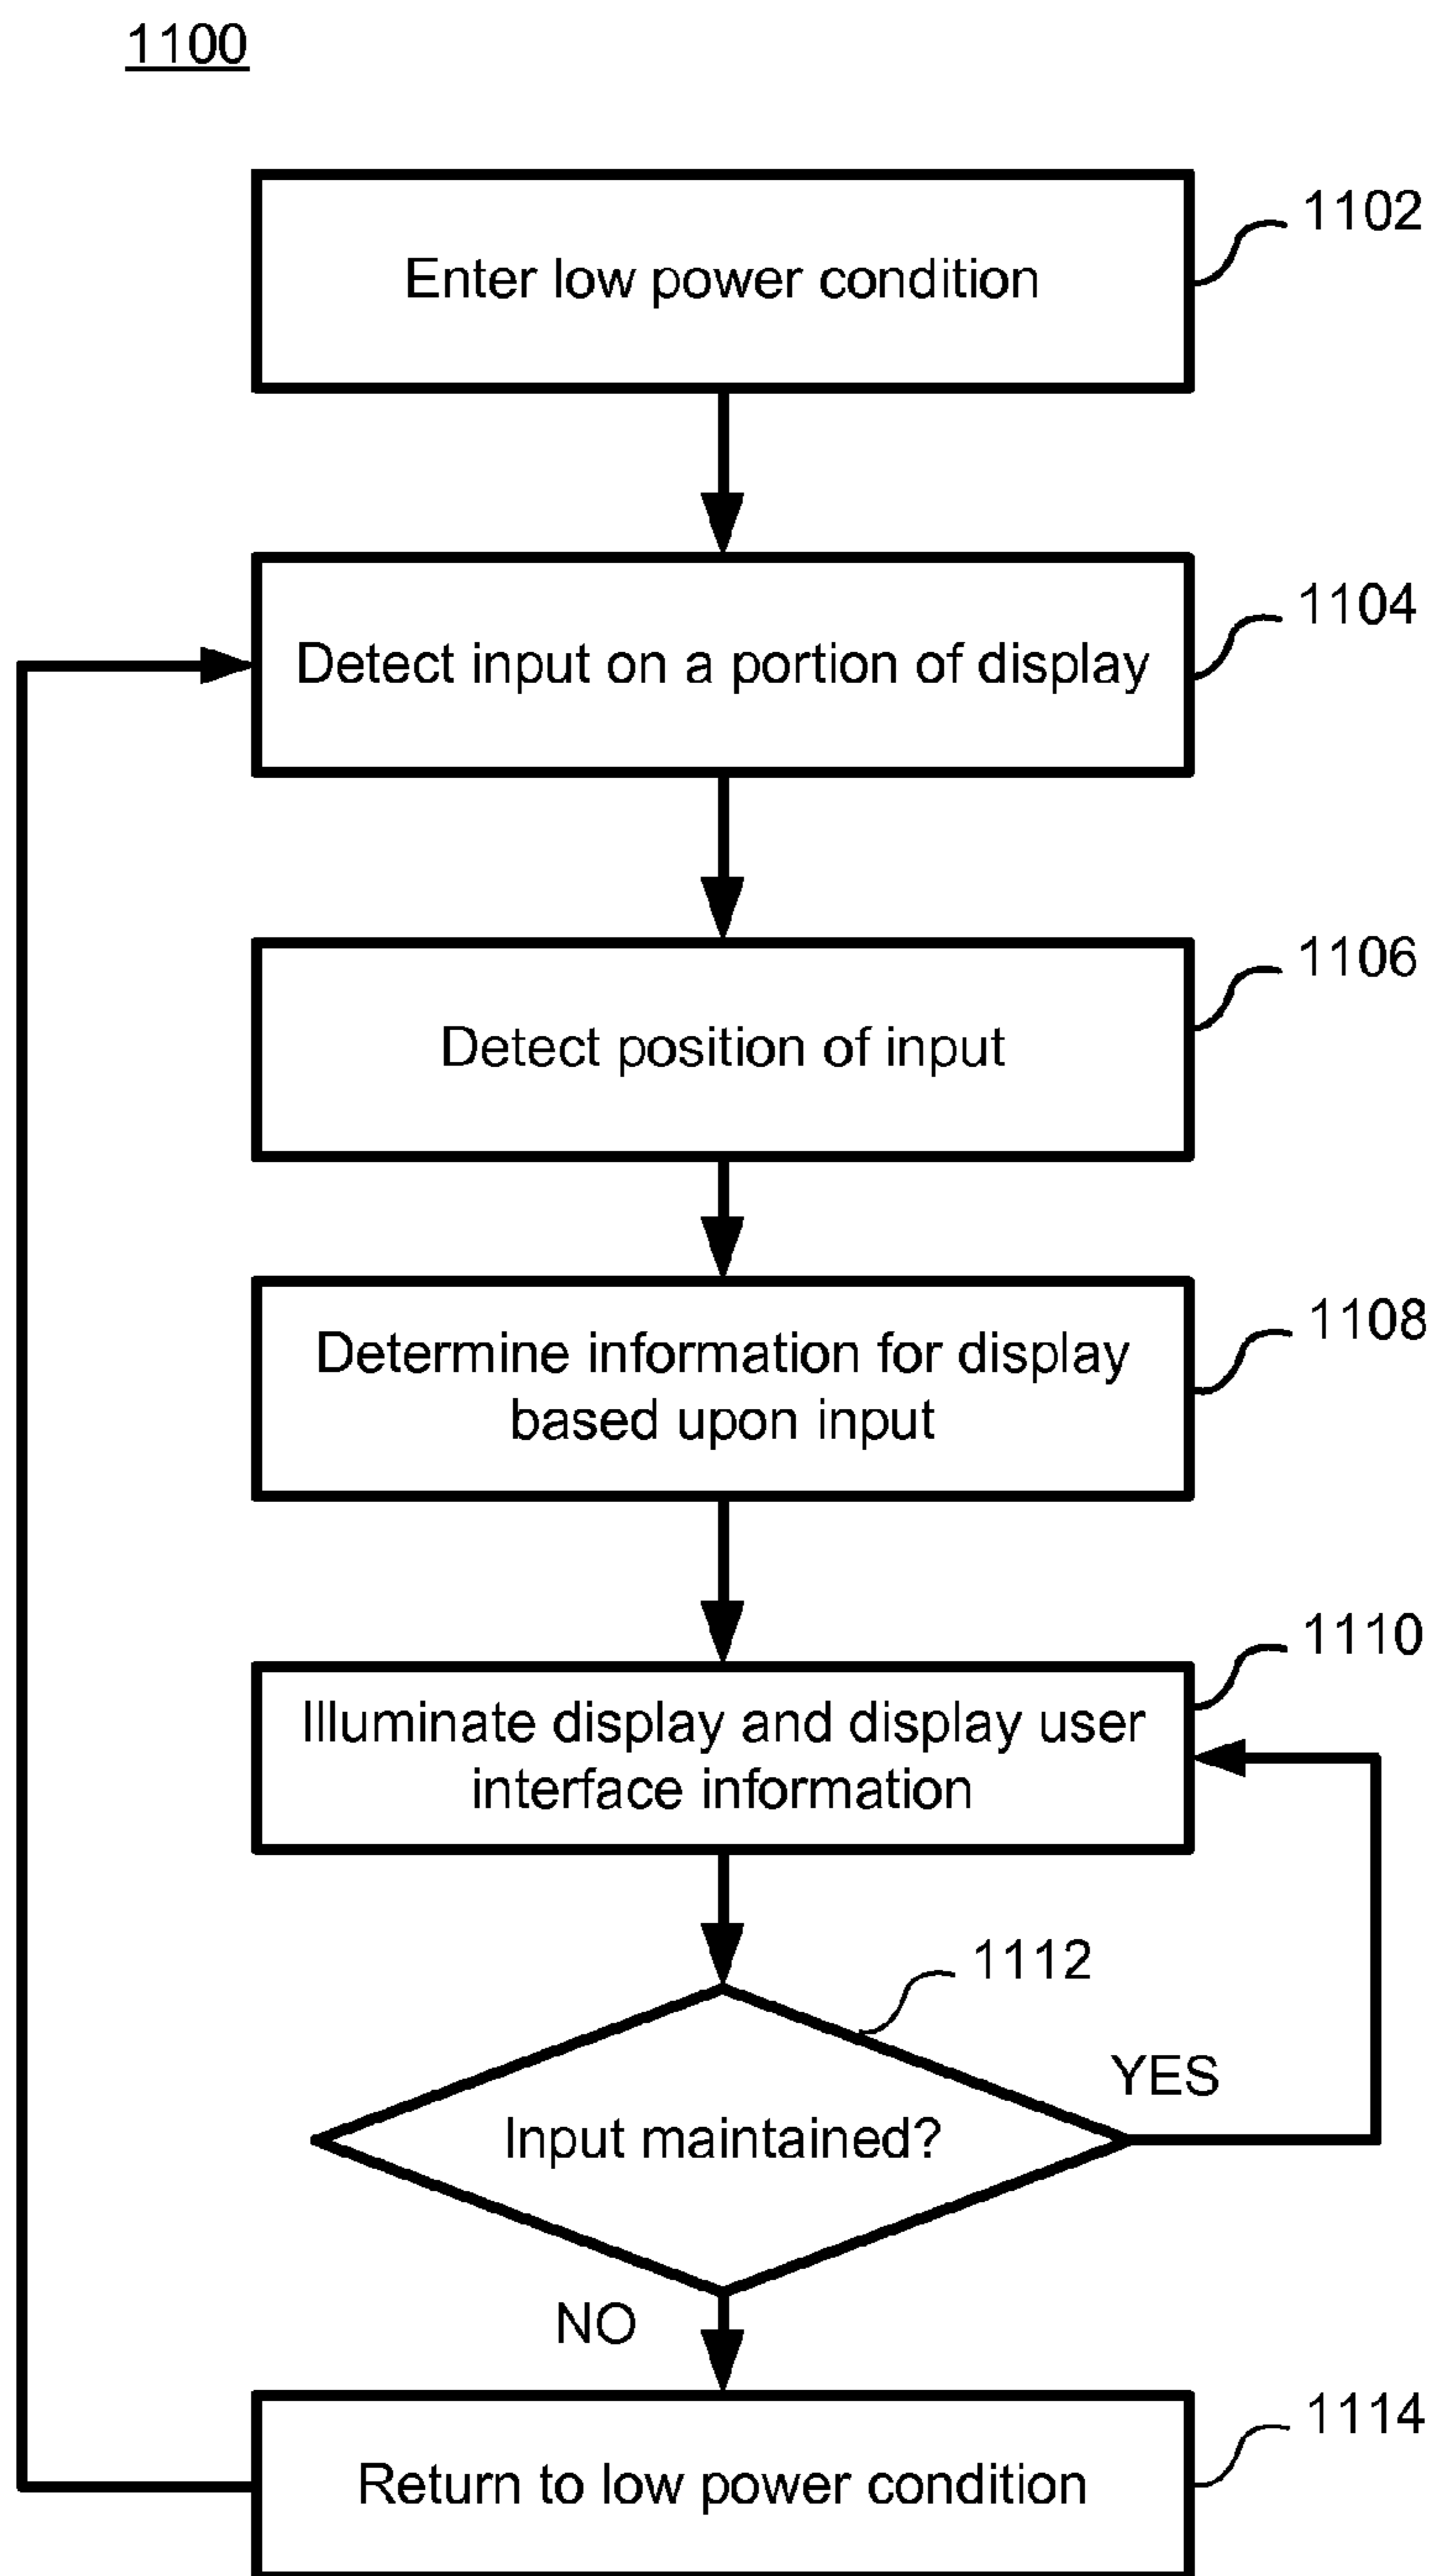 1100
Enter low power condition
1102
Detect input on a portion of display
1104
Detect position of input
1106
Determine information for display
based upon input
1108
Illuminate display and display user
interface information
1110
Input maintained?
1112
YES
NO
Return to low power condition
1114